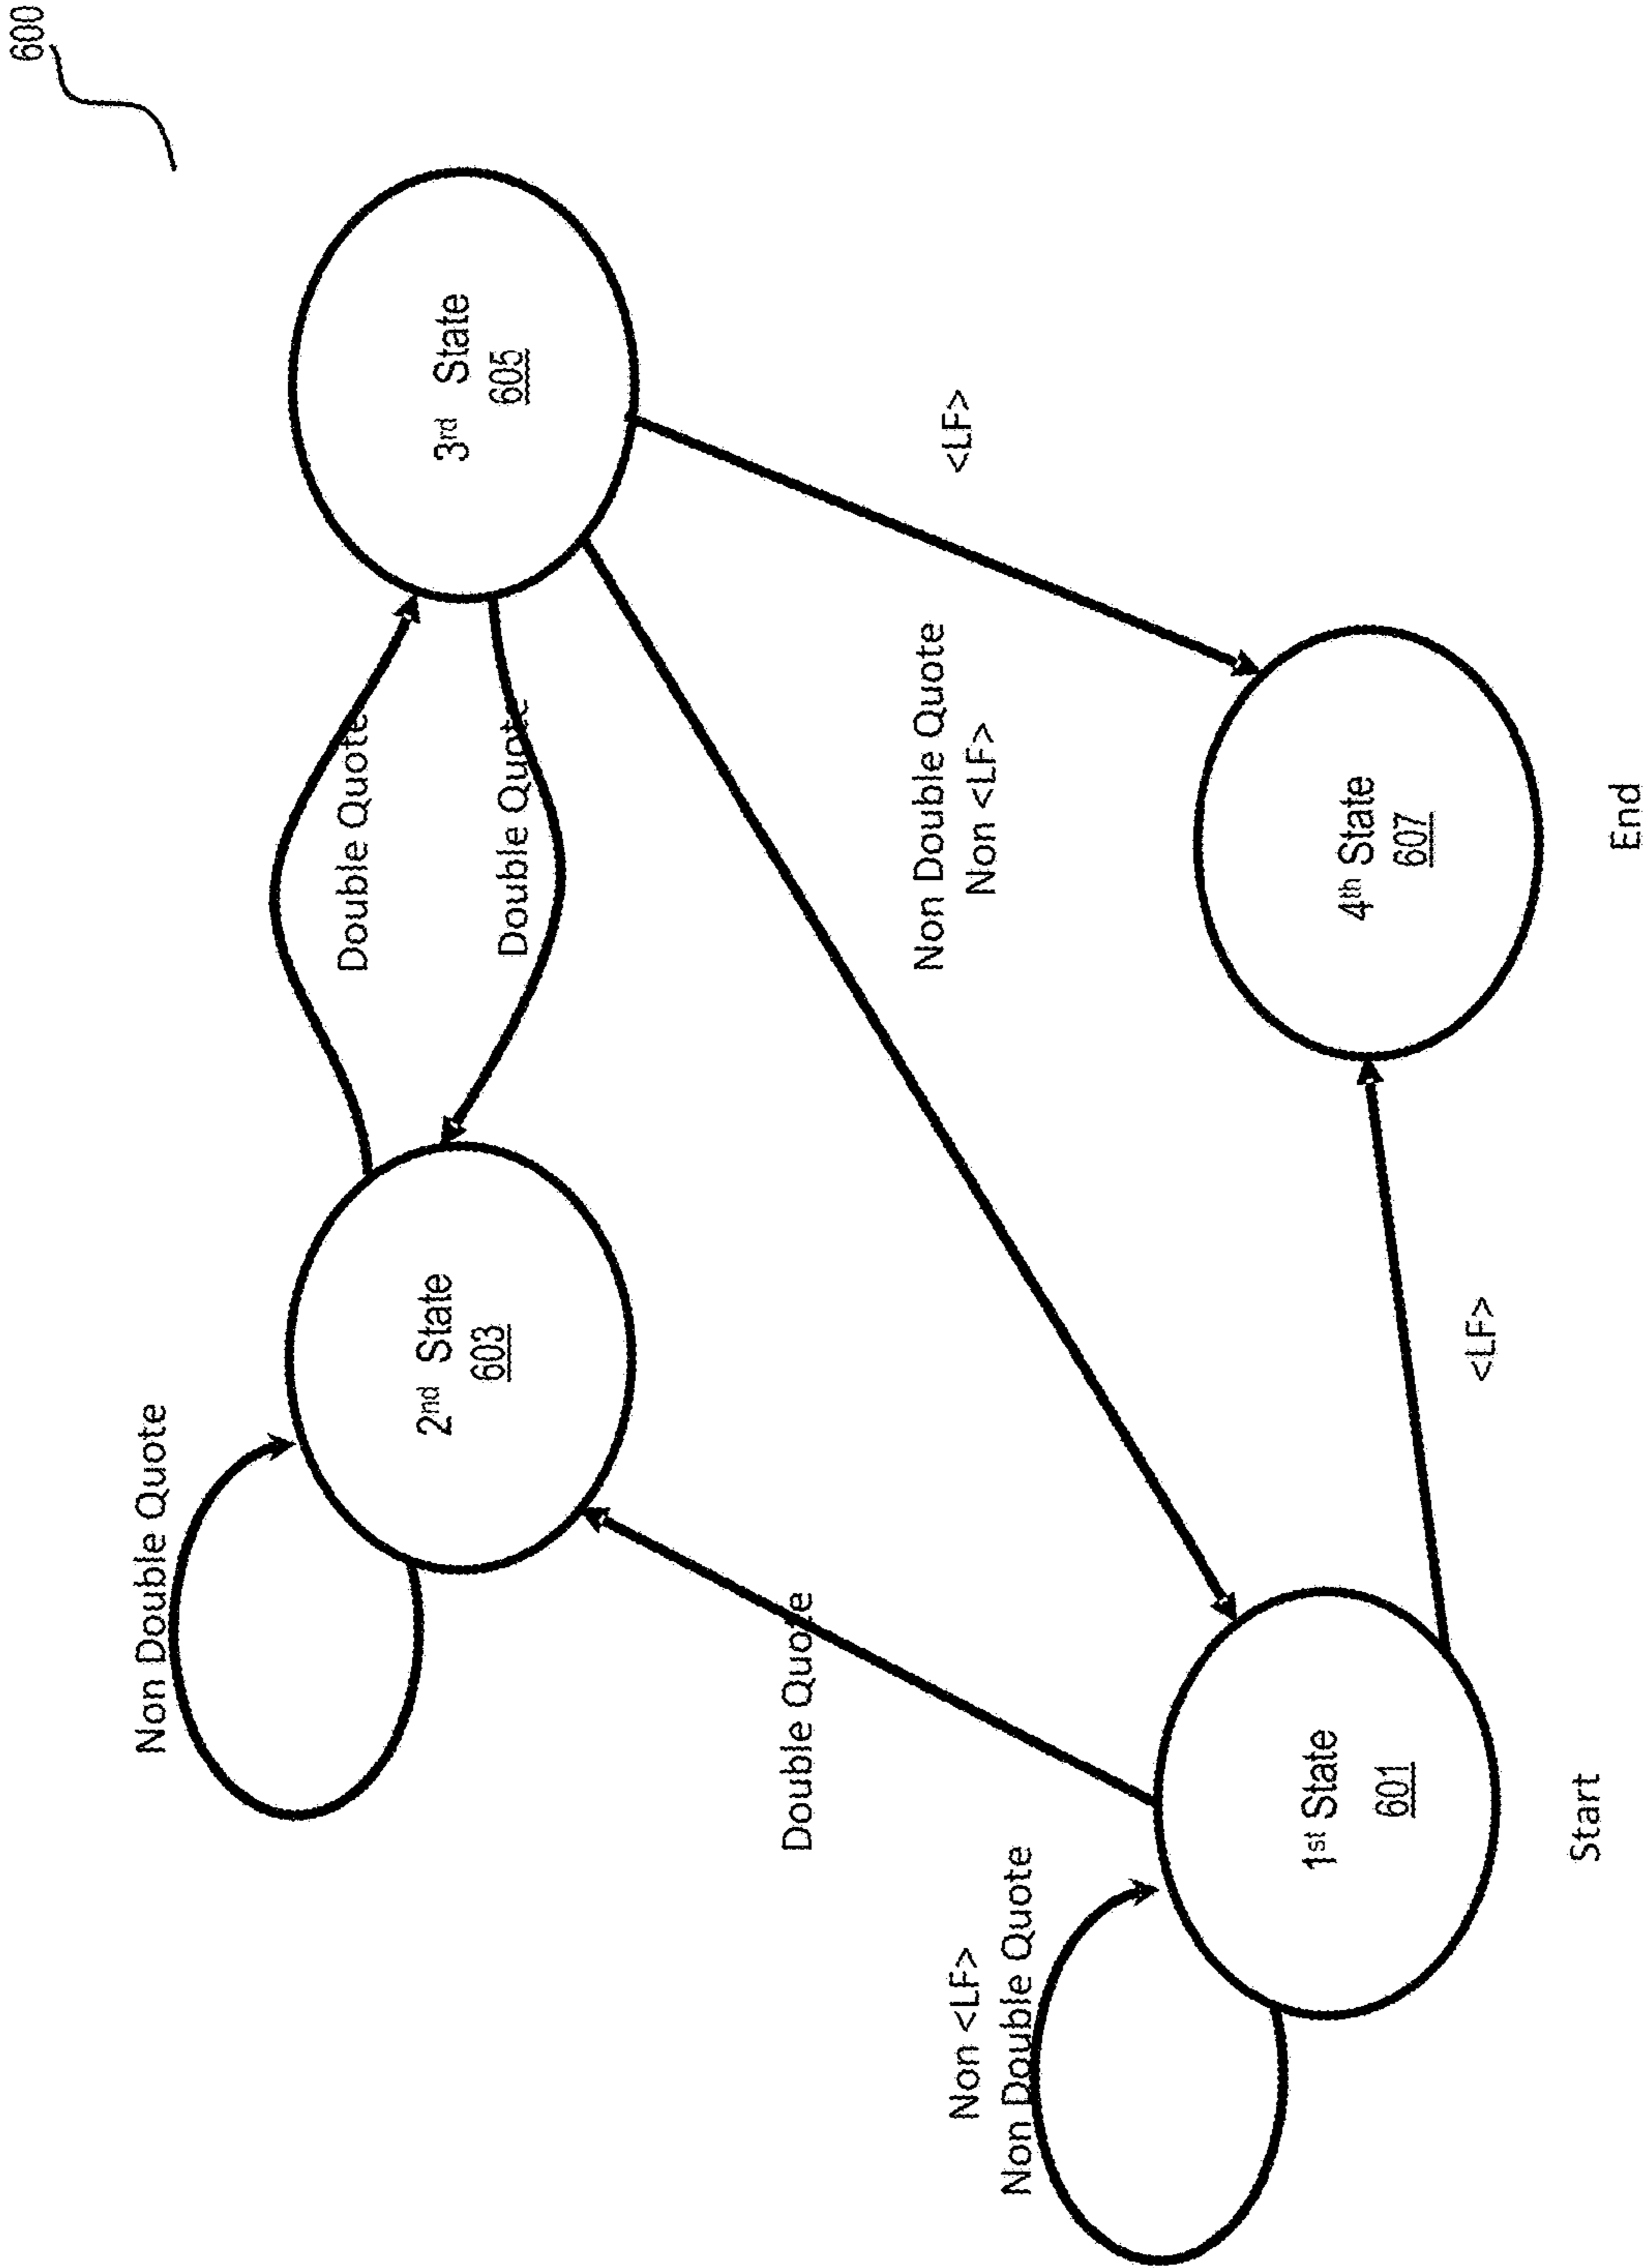 600
Non Double Quote
2nd State
603
Double Quote
Double Quote
3rd State
605
Double Quote
Non Double Quote
Non <LF>
<LF>
Non <LF>
Non Double Quote
1st State
601
Start
<LF>
4th State
607
End